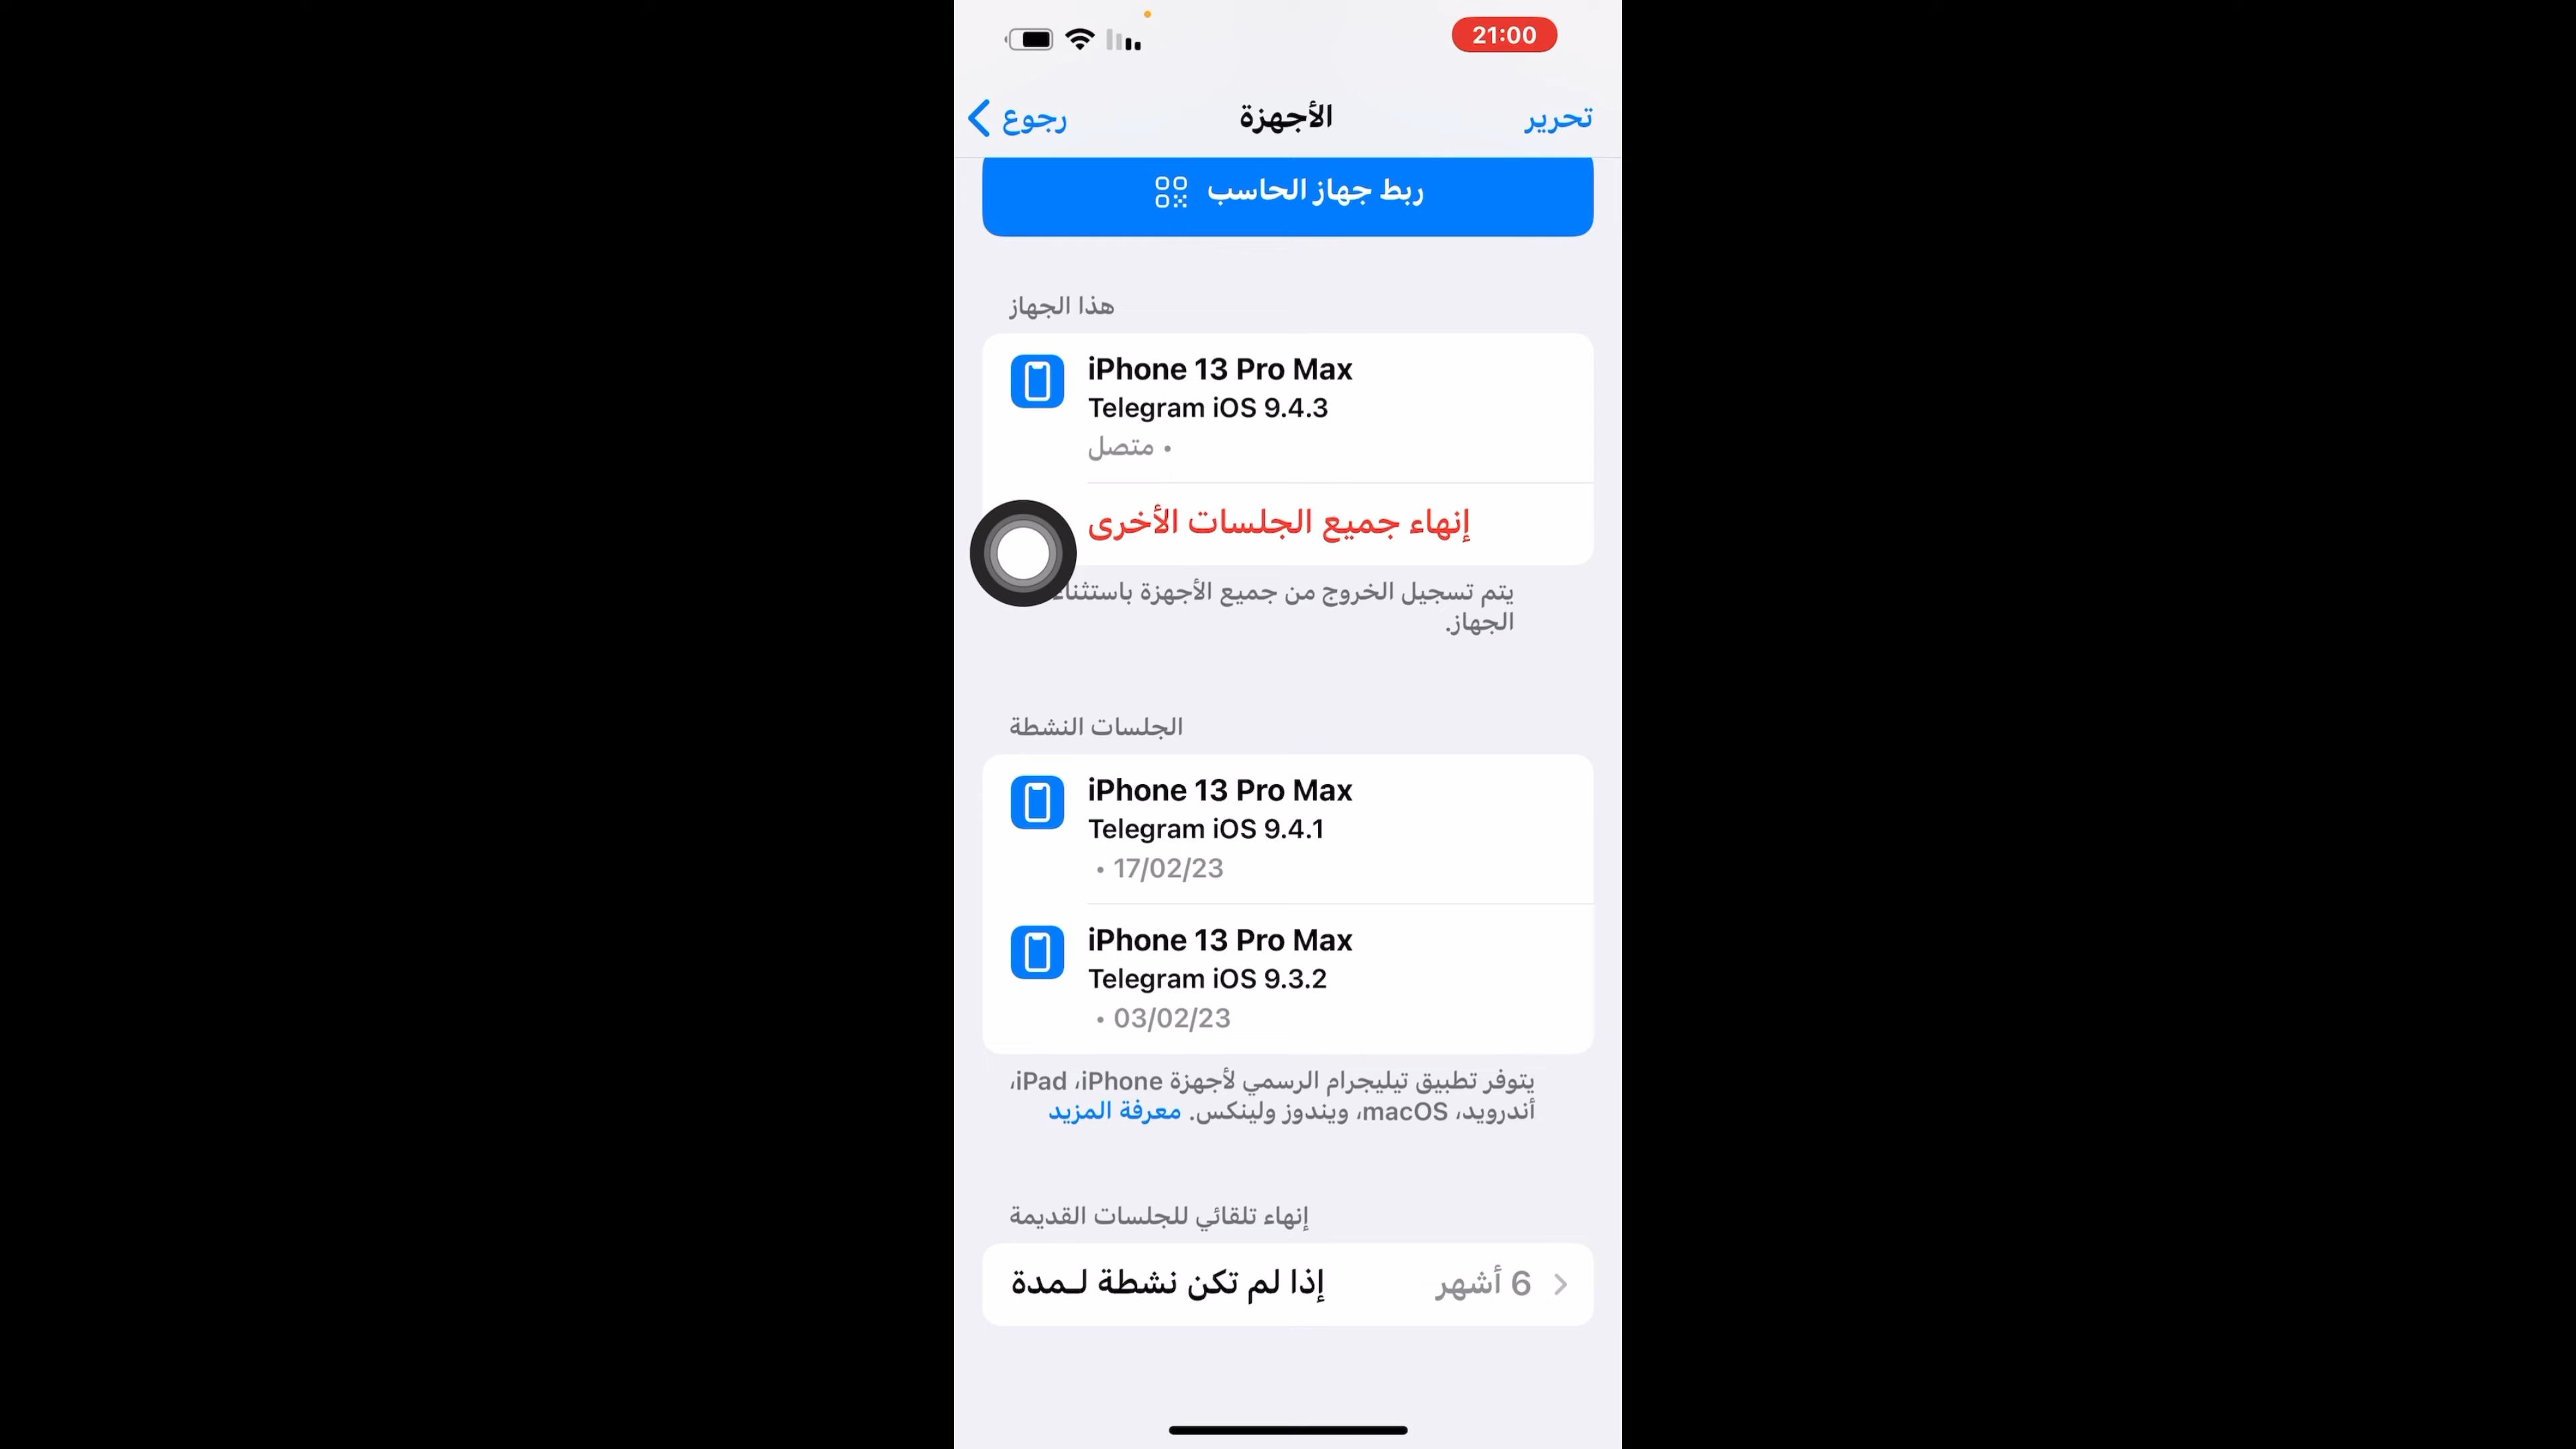 21:00
رجوع
الأجهزة
تحرير
ربط جهاز الحاسب
هذا الجهاز
iPhone 13 Pro Max
Telegram iOS 9.4.3
متصل •
إنهاء جميع الجلسات الأخرى
يتم تسجيل الخروج من جميع الأجهزة باستثناء
الجهاز.
الجلسات النشطة
iPhone 13 Pro Max
Telegram iOS 9.4.1
• 17/02/23
iPhone 13 Pro Max
Telegram iOS 9.3.2
• 03/02/23
يتوفر تطبيق تيليجرام الرسمي لأجهزة iPhone، iPad،
أندرويد، macOS، ويندوز ولينكس. معرفة المزيد
إنهاء تلقائي للجلسات القديمة
إذا لم تكن نشطة لـمدة
6 أشهر